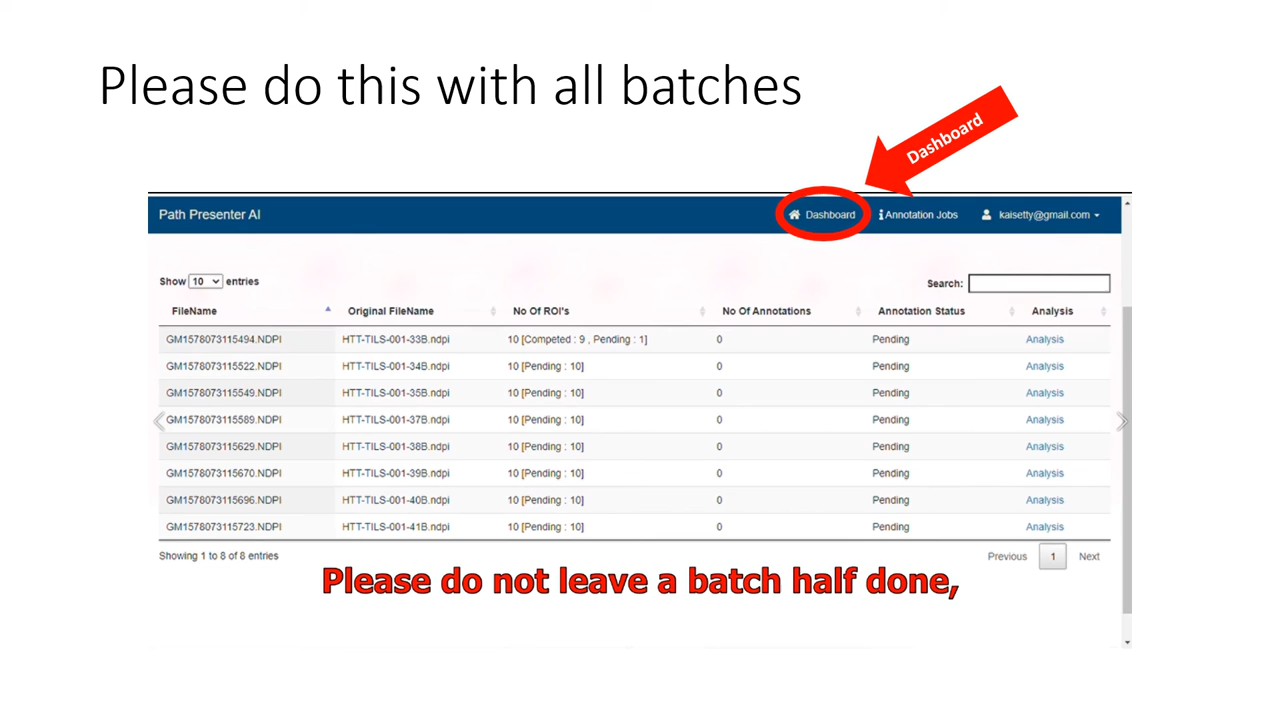 Please do this with all batches
Dashboard
Path Presenter AI Dashboard Annotation Jobs kaisetty@gmail.com
Show 10 entries Search:
FileName Original FileName No Of ROI's No Of Annotations Annotation Status Analysis
GM1578073115494.NDPI HTT-TILS-001-33B.ndpi 10 [Competed : 9 , Pending : 1] 0 Pending Analysis
GM1578073115522.NDPI HTT-TILS-001-34B.ndpi 10 [Pending : 10] 0 Pending Analysis
GM1578073115549.NDPI HTT-TILS-001-35B.ndpi 10 [Pending : 10] 0 Pending Analysis
GM1578073115589.NDPI HTT-TILS-001-37B.ndpi 10 [Pending : 10] 0 Pending Analysis
GM1578073115629.NDPI HTT-TILS-001-38B.ndpi 10 [Pending : 10] 0 Pending Analysis
GM1578073115670.NDPI HTT-TILS-001-39B.ndpi 10 [Pending : 10] 0 Pending Analysis
GM1578073115696.NDPI HTT-TILS-001-40B.ndpi 10 [Pending : 10] 0 Pending Analysis
GM1578073115723.NDPI HTT-TILS-001-41B.ndpi 10 [Pending : 10] 0 Pending Analysis
Showing 1 to 8 of 8 entries Previous 1 Next
Please do not leave a batch half done,